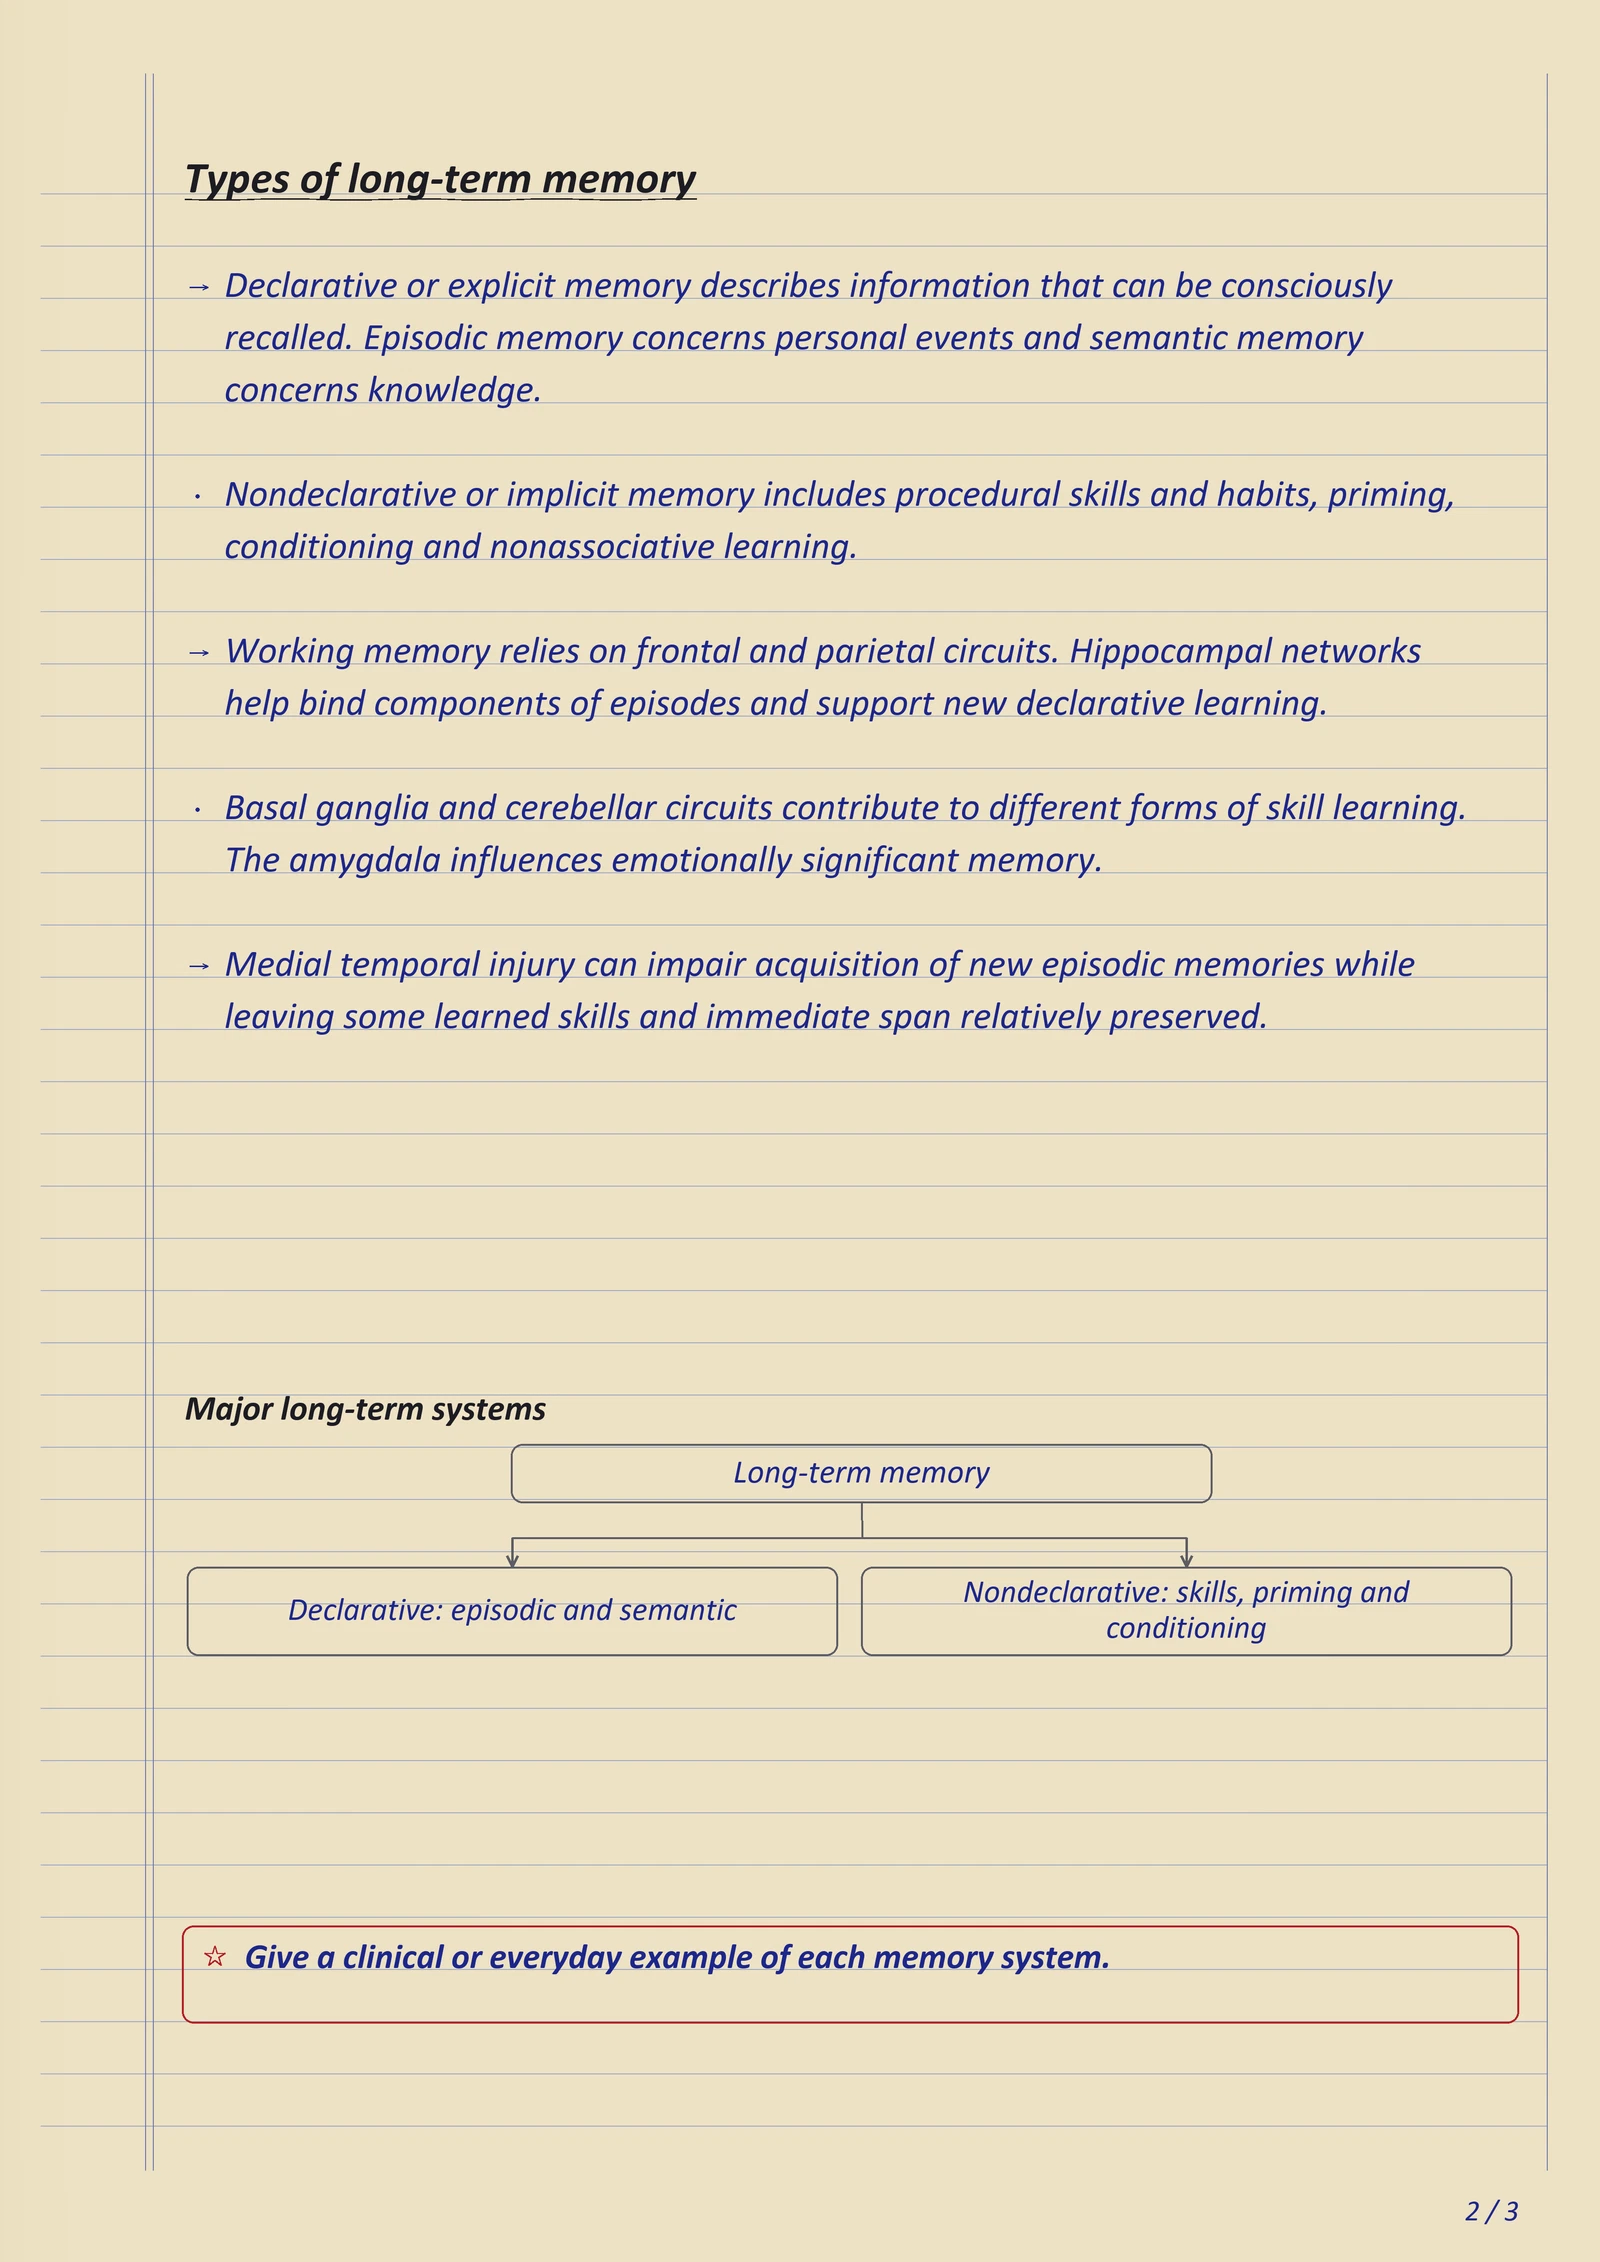 Types of long-term memory
→ Declarative or explicit memory describes information that can be consciously
recalled. Episodic memory concerns personal events and semantic memory
concerns knowledge.
· Nondeclarative or implicit memory includes procedural skills and habits, priming,
conditioning and nonassociative learning.
→ Working memory relies on frontal and parietal circuits. Hippocampal networks
help bind components of episodes and support new declarative learning.
· Basal ganglia and cerebellar circuits contribute to different forms of skill learning.
The amygdala influences emotionally significant memory.
→ Medial temporal injury can impair acquisition of new episodic memories while
leaving some learned skills and immediate span relatively preserved.
Major long-term systems
Long-term memory
Declarative: episodic and semantic
Nondeclarative: skills, priming and
conditioning
☆ Give a clinical or everyday example of each memory system.
2 / 3